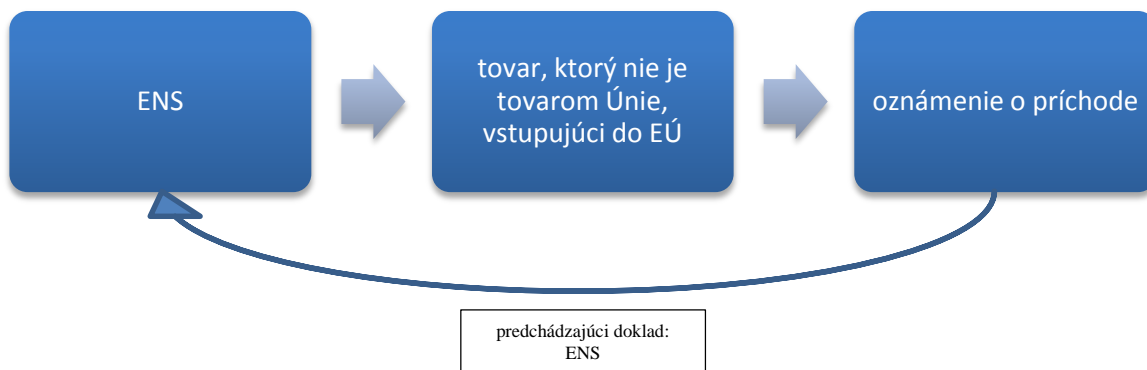 ENS
tovar, ktorý nie je
tovarom Únie,
vstupujúci do EÚ
oznámenie o príchode
predchádzajúci doklad:
ENS